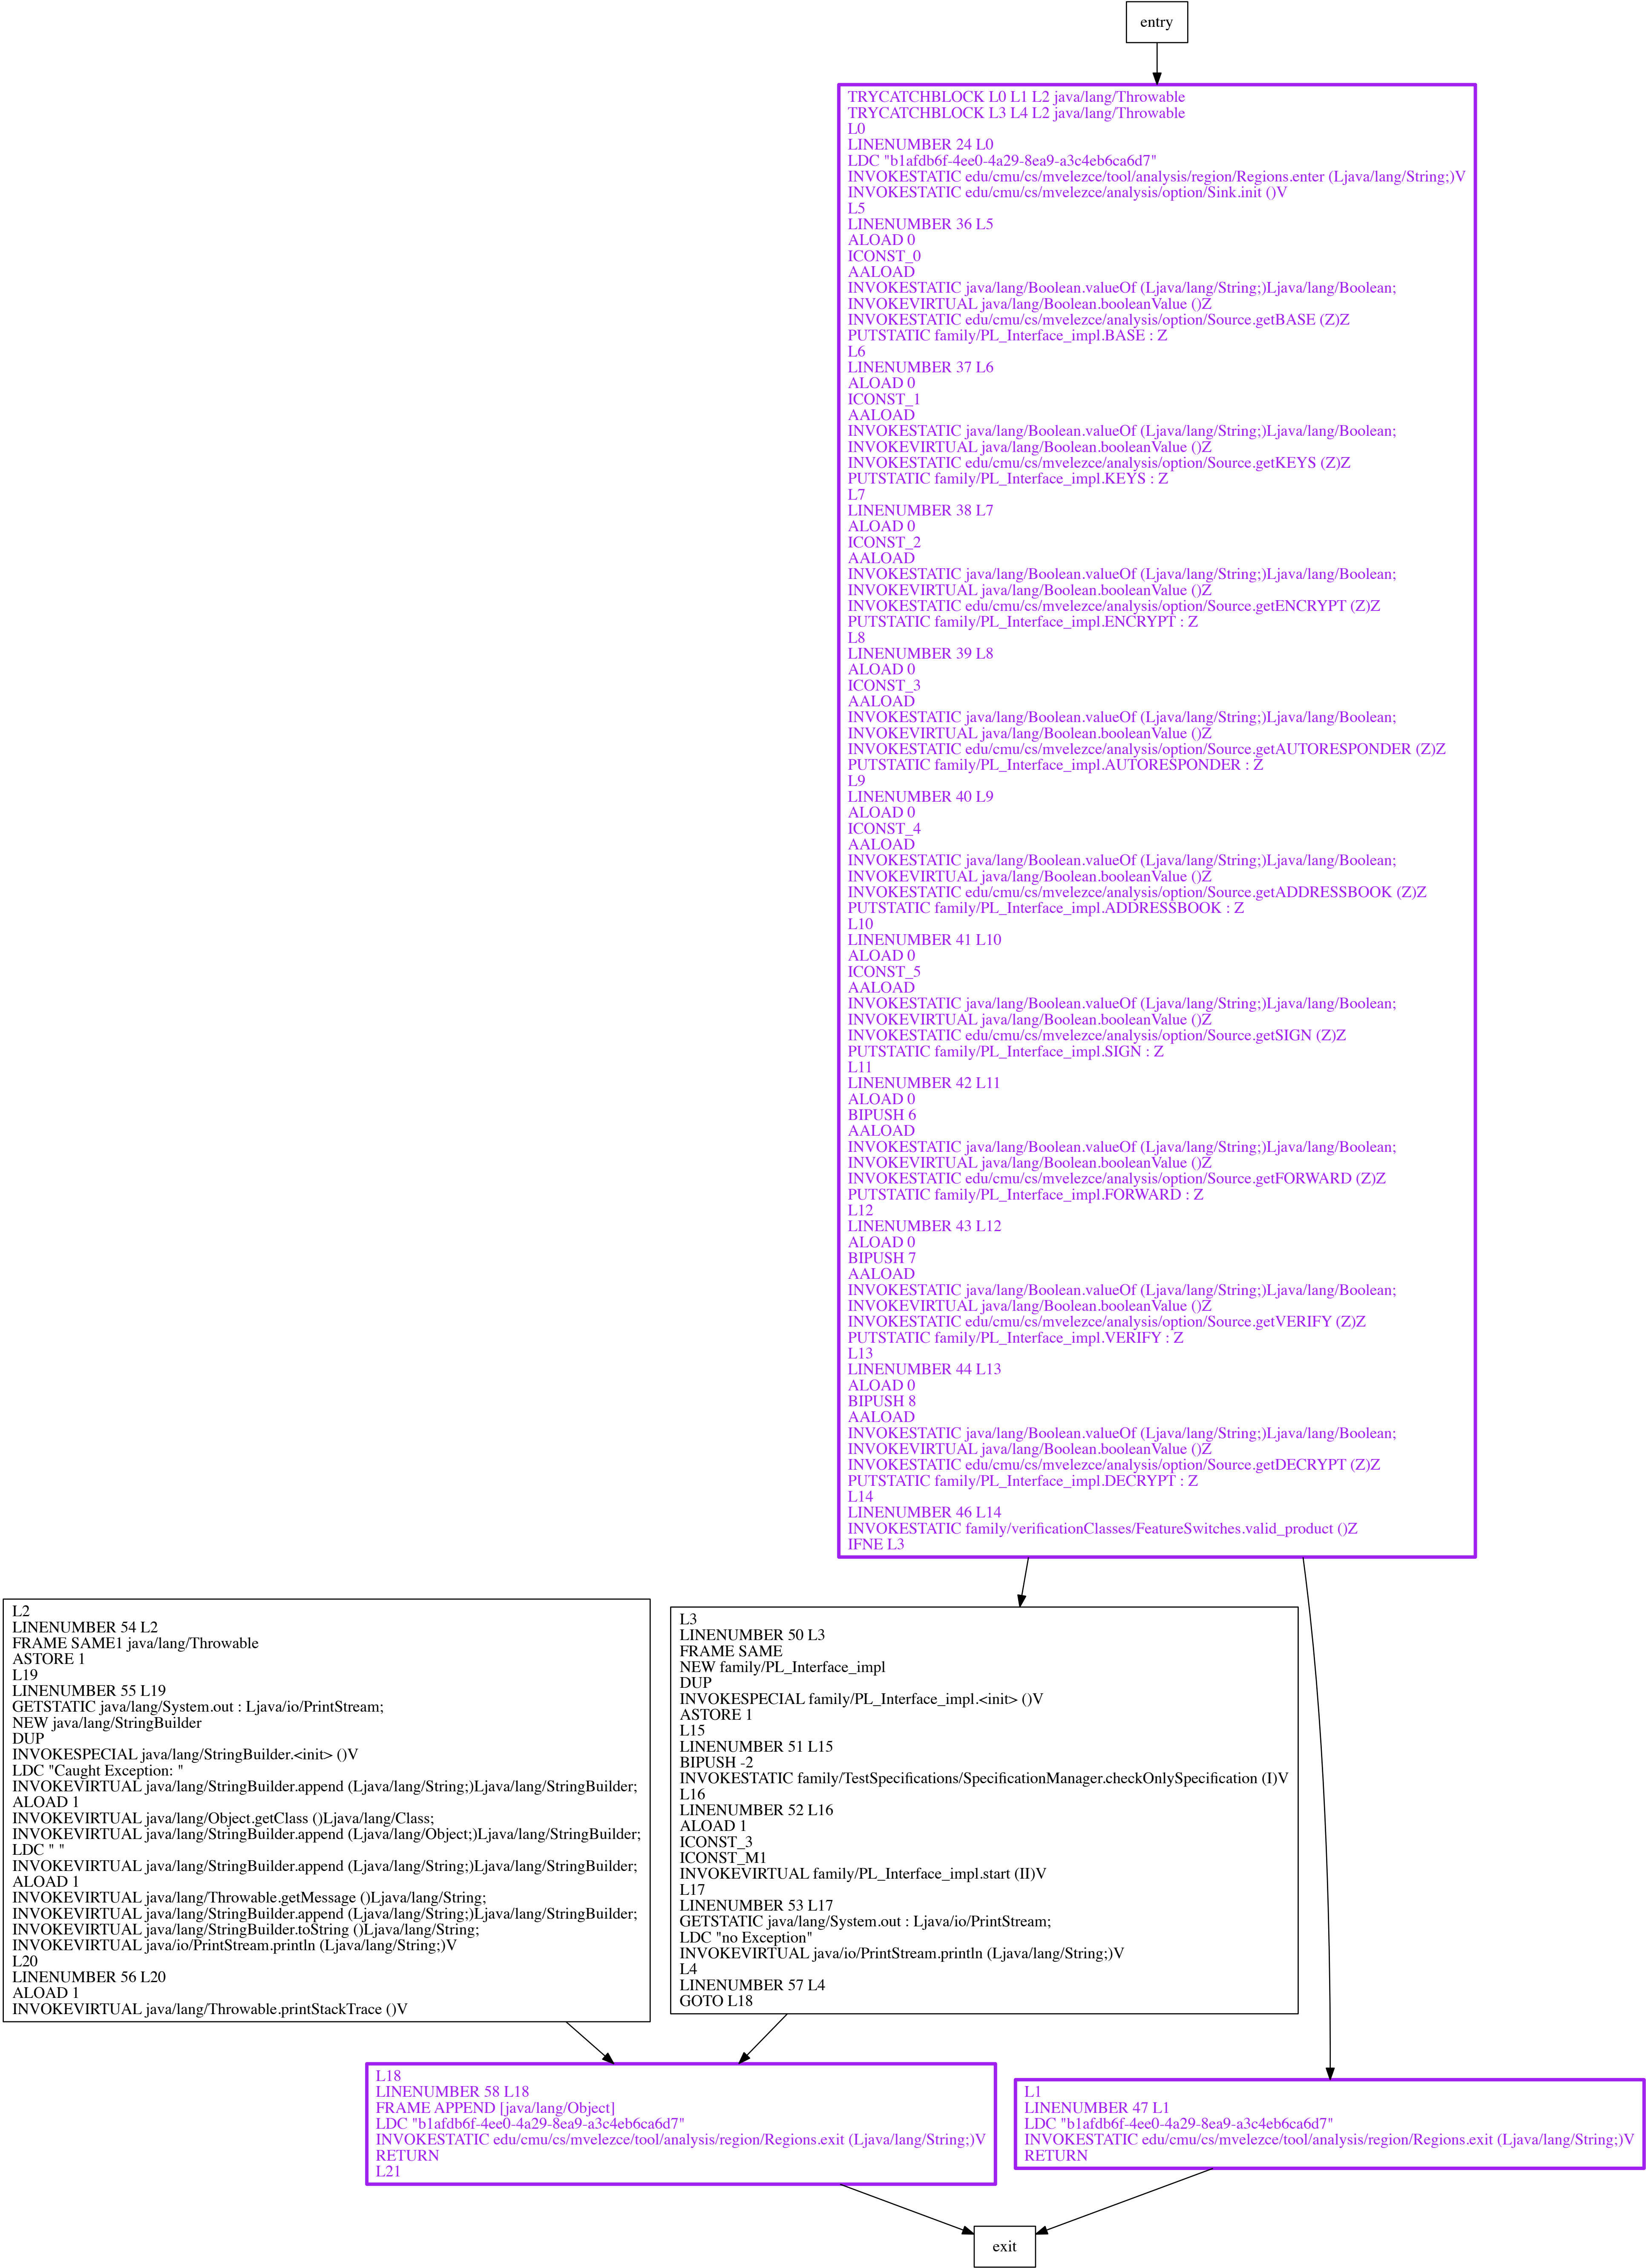 entry
TRYCATCHBLOCK L0 L1 L2 java/lang/Throwable
TRYCATCHBLOCK L3 L4 L2 java/lang/Throwable
L0
LINENUMBER 24 L0
LDC "b1afdb6f-4ee0-4a29-8ea9-a3c4eb6ca6d7"
INVOKESTATIC edu/cmu/cs/mvelezce/tool/analysis/region/Regions.enter (Ljava/lang/String;)V
INVOKESTATIC edu/cmu/cs/mvelezce/analysis/option/Sink.init ()V
L5
LINENUMBER 36 L5
ALOAD 0
ICONST_0
AALOAD
INVOKESTATIC java/lang/Boolean.valueOf (Ljava/lang/String;)Ljava/lang/Boolean;
INVOKEVIRTUAL java/lang/Boolean.booleanValue ()Z
INVOKESTATIC edu/cmu/cs/mvelezce/analysis/option/Source.getBASE (Z)Z
PUTSTATIC family/PL_Interface_impl.BASE : Z
L6
LINENUMBER 37 L6
ALOAD 0
ICONST_1
AALOAD
INVOKESTATIC java/lang/Boolean.valueOf (Ljava/lang/String;)Ljava/lang/Boolean;
INVOKEVIRTUAL java/lang/Boolean.booleanValue ()Z
INVOKESTATIC edu/cmu/cs/mvelezce/analysis/option/Source.getKEYS (Z)Z
PUTSTATIC family/PL_Interface_impl.KEYS : Z
L7
LINENUMBER 38 L7
ALOAD 0
ICONST_2
AALOAD
INVOKESTATIC java/lang/Boolean.valueOf (Ljava/lang/String;)Ljava/lang/Boolean;
INVOKEVIRTUAL java/lang/Boolean.booleanValue ()Z
INVOKESTATIC edu/cmu/cs/mvelezce/analysis/option/Source.getENCRYPT (Z)Z
PUTSTATIC family/PL_Interface_impl.ENCRYPT : Z
L8
LINENUMBER 39 L8
ALOAD 0
ICONST_3
AALOAD
INVOKESTATIC java/lang/Boolean.valueOf (Ljava/lang/String;)Ljava/lang/Boolean;
INVOKEVIRTUAL java/lang/Boolean.booleanValue ()Z
INVOKESTATIC edu/cmu/cs/mvelezce/analysis/option/Source.getAUTORESPONDER (Z)Z
PUTSTATIC family/PL_Interface_impl.AUTORESPONDER : Z
L9
LINENUMBER 40 L9
ALOAD 0
ICONST_4
AALOAD
INVOKESTATIC java/lang/Boolean.valueOf (Ljava/lang/String;)Ljava/lang/Boolean;
INVOKEVIRTUAL java/lang/Boolean.booleanValue ()Z
INVOKESTATIC edu/cmu/cs/mvelezce/analysis/option/Source.getADDRESSBOOK (Z)Z
PUTSTATIC family/PL_Interface_impl.ADDRESSBOOK : Z
L10
LINENUMBER 41 L10
ALOAD 0
ICONST_5
AALOAD
INVOKESTATIC java/lang/Boolean.valueOf (Ljava/lang/String;)Ljava/lang/Boolean;
INVOKEVIRTUAL java/lang/Boolean.booleanValue ()Z
INVOKESTATIC edu/cmu/cs/mvelezce/analysis/option/Source.getSIGN (Z)Z
PUTSTATIC family/PL_Interface_impl.SIGN : Z
L11
LINENUMBER 42 L11
ALOAD 0
BIPUSH 6
AALOAD
INVOKESTATIC java/lang/Boolean.valueOf (Ljava/lang/String;)Ljava/lang/Boolean;
INVOKEVIRTUAL java/lang/Boolean.booleanValue ()Z
INVOKESTATIC edu/cmu/cs/mvelezce/analysis/option/Source.getFORWARD (Z)Z
PUTSTATIC family/PL_Interface_impl.FORWARD : Z
L12
LINENUMBER 43 L12
ALOAD 0
BIPUSH 7
AALOAD
INVOKESTATIC java/lang/Boolean.valueOf (Ljava/lang/String;)Ljava/lang/Boolean;
INVOKEVIRTUAL java/lang/Boolean.booleanValue ()Z
INVOKESTATIC edu/cmu/cs/mvelezce/analysis/option/Source.getVERIFY (Z)Z
PUTSTATIC family/PL_Interface_impl.VERIFY : Z
L13
LINENUMBER 44 L13
ALOAD 0
BIPUSH 8
AALOAD
INVOKESTATIC java/lang/Boolean.valueOf (Ljava/lang/String;)Ljava/lang/Boolean;
INVOKEVIRTUAL java/lang/Boolean.booleanValue ()Z
INVOKESTATIC edu/cmu/cs/mvelezce/analysis/option/Source.getDECRYPT (Z)Z
PUTSTATIC family/PL_Interface_impl.DECRYPT : Z
L14
LINENUMBER 46 L14
INVOKESTATIC family/verificationClasses/FeatureSwitches.valid_product ()Z
IFNE L3
L2
LINENUMBER 54 L2
FRAME SAME1 java/lang/Throwable
ASTORE 1
L19
LINENUMBER 55 L19
GETSTATIC java/lang/System.out : Ljava/io/PrintStream;
NEW java/lang/StringBuilder
DUP
INVOKESPECIAL java/lang/StringBuilder.<init> ()V
LDC "Caught Exception: "
INVOKEVIRTUAL java/lang/StringBuilder.append (Ljava/lang/String;)Ljava/lang/StringBuilder;
ALOAD 1
INVOKEVIRTUAL java/lang/Object.getClass ()Ljava/lang/Class;
INVOKEVIRTUAL java/lang/StringBuilder.append (Ljava/lang/Object;)Ljava/lang/StringBuilder;
LDC " "
INVOKEVIRTUAL java/lang/StringBuilder.append (Ljava/lang/String;)Ljava/lang/StringBuilder;
ALOAD 1
INVOKEVIRTUAL java/lang/Throwable.getMessage ()Ljava/lang/String;
INVOKEVIRTUAL java/lang/StringBuilder.append (Ljava/lang/String;)Ljava/lang/StringBuilder;
INVOKEVIRTUAL java/lang/StringBuilder.toString ()Ljava/lang/String;
INVOKEVIRTUAL java/io/PrintStream.println (Ljava/lang/String;)V
L20
LINENUMBER 56 L20
ALOAD 1
INVOKEVIRTUAL java/lang/Throwable.printStackTrace ()V
L3
LINENUMBER 50 L3
FRAME SAME
NEW family/PL_Interface_impl
DUP
INVOKESPECIAL family/PL_Interface_impl.<init> ()V
ASTORE 1
L15
LINENUMBER 51 L15
BIPUSH -2
INVOKESTATIC family/TestSpecifications/SpecificationManager.checkOnlySpecification (I)V
L16
LINENUMBER 52 L16
ALOAD 1
ICONST_3
ICONST_M1
INVOKEVIRTUAL family/PL_Interface_impl.start (II)V
L17
LINENUMBER 53 L17
GETSTATIC java/lang/System.out : Ljava/io/PrintStream;
LDC "no Exception"
INVOKEVIRTUAL java/io/PrintStream.println (Ljava/lang/String;)V
L4
LINENUMBER 57 L4
GOTO L18
L18
LINENUMBER 58 L18
FRAME APPEND [java/lang/Object]
LDC "b1afdb6f-4ee0-4a29-8ea9-a3c4eb6ca6d7"
INVOKESTATIC edu/cmu/cs/mvelezce/tool/analysis/region/Regions.exit (Ljava/lang/String;)V
RETURN
L21
L1
LINENUMBER 47 L1
LDC "b1afdb6f-4ee0-4a29-8ea9-a3c4eb6ca6d7"
INVOKESTATIC edu/cmu/cs/mvelezce/tool/analysis/region/Regions.exit (Ljava/lang/String;)V
RETURN
exit